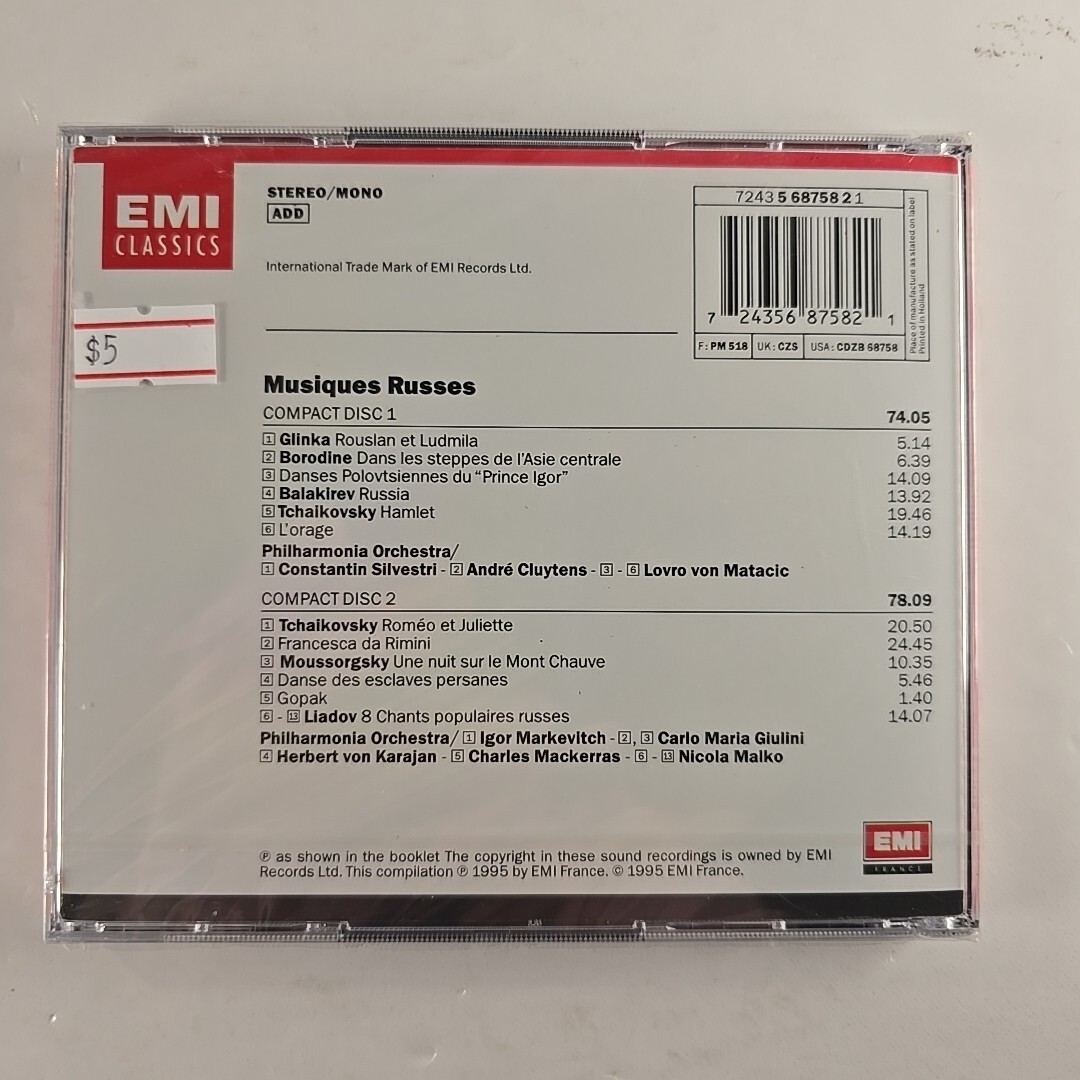 EMI
CLASSICS
STEREO/MONO
ADD
International Trade Mark of EMI Records Ltd.
7243 5 68758 2 1
7 24356 87582 1
F: PM 518 UK: CZS USA: CDZB 68758
Place of manufacture as stated on label
Printed in Holland
$5
Musiques Russes
COMPACT DISC 1 74.05
1 Glinka Rouslan et Ludmila 5.14
2 Borodine Dans les steppes de l'Asie centrale 6.39
3 Danses Polovtsiennes du "Prince Igor" 14.09
4 Balakirev Russia 13.92
5 Tchaikovsky Hamlet 19.46
6 L'orage 14.19
Philharmonia Orchestra/
1 Constantin Silvestri - 2 André Cluytens - 3 - 6 Lovro von Matacic
COMPACT DISC 2 78.09
1 Tchaikovsky Roméo et Juliette 20.50
2 Francesca da Rimini 24.45
3 Moussorgsky Une nuit sur le Mont Chauve 10.35
4 Danse des esclaves persanes 5.46
5 Gopak 1.40
6 - 13 Liadov 8 Chants populaires russes 14.07
Philharmonia Orchestra/ 1 Igor Markevitch - 2, 3 Carlo Maria Giulini
4 Herbert von Karajan - 5 Charles Mackerras - 6 - 13 Nicola Malko
℗ as shown in the booklet The copyright in these sound recordings is owned by EMI
Records Ltd. This compilation ℗ 1995 by EMI France. © 1995 EMI France.
EMI
FRANCE